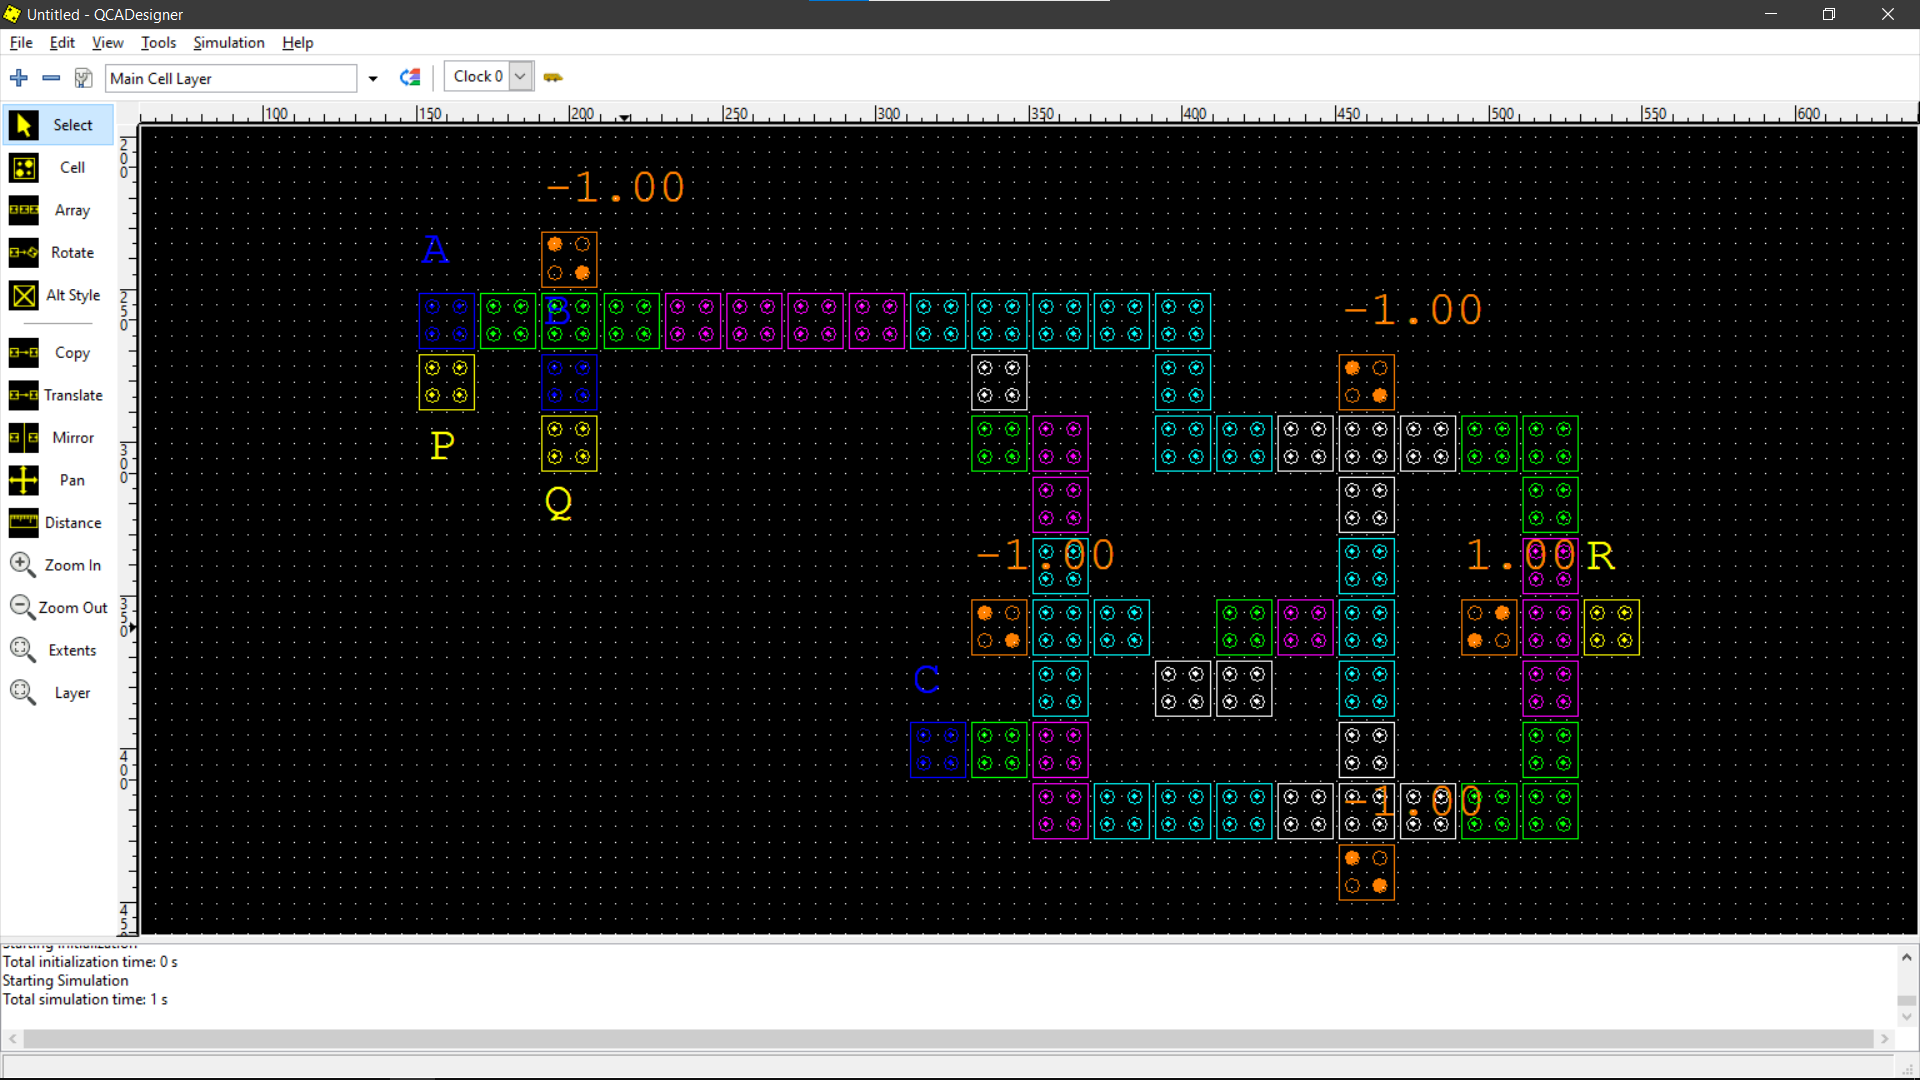 Untitled - QCADesigner
File Edit View Tools Simulation Help
Main Cell Layer Clock 0
100 150 200 250 300 350 400 450 500 550 600
Select
Cell
Array
Rotate
Alt Style
Copy
Translate
Mirror
Pan
Distance
Zoom In
Zoom Out
Extents
Layer
200
250
300
350
400
450
-1.00
A
B
-1.00
P
Q
-1.00
1.00 R
C
-1.00
Starting initialization
Total initialization time: 0 s
Starting Simulation
Total simulation time: 1 s